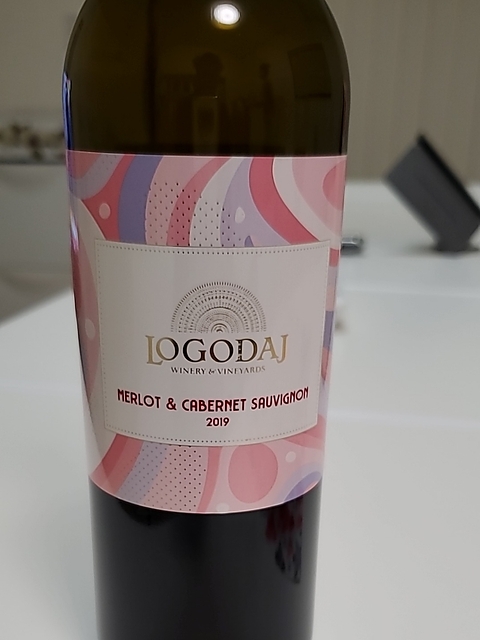 LOGODAJ
WINERY & VINEYARDS
MERLOT & CABERNET SAUVIGNON
2019